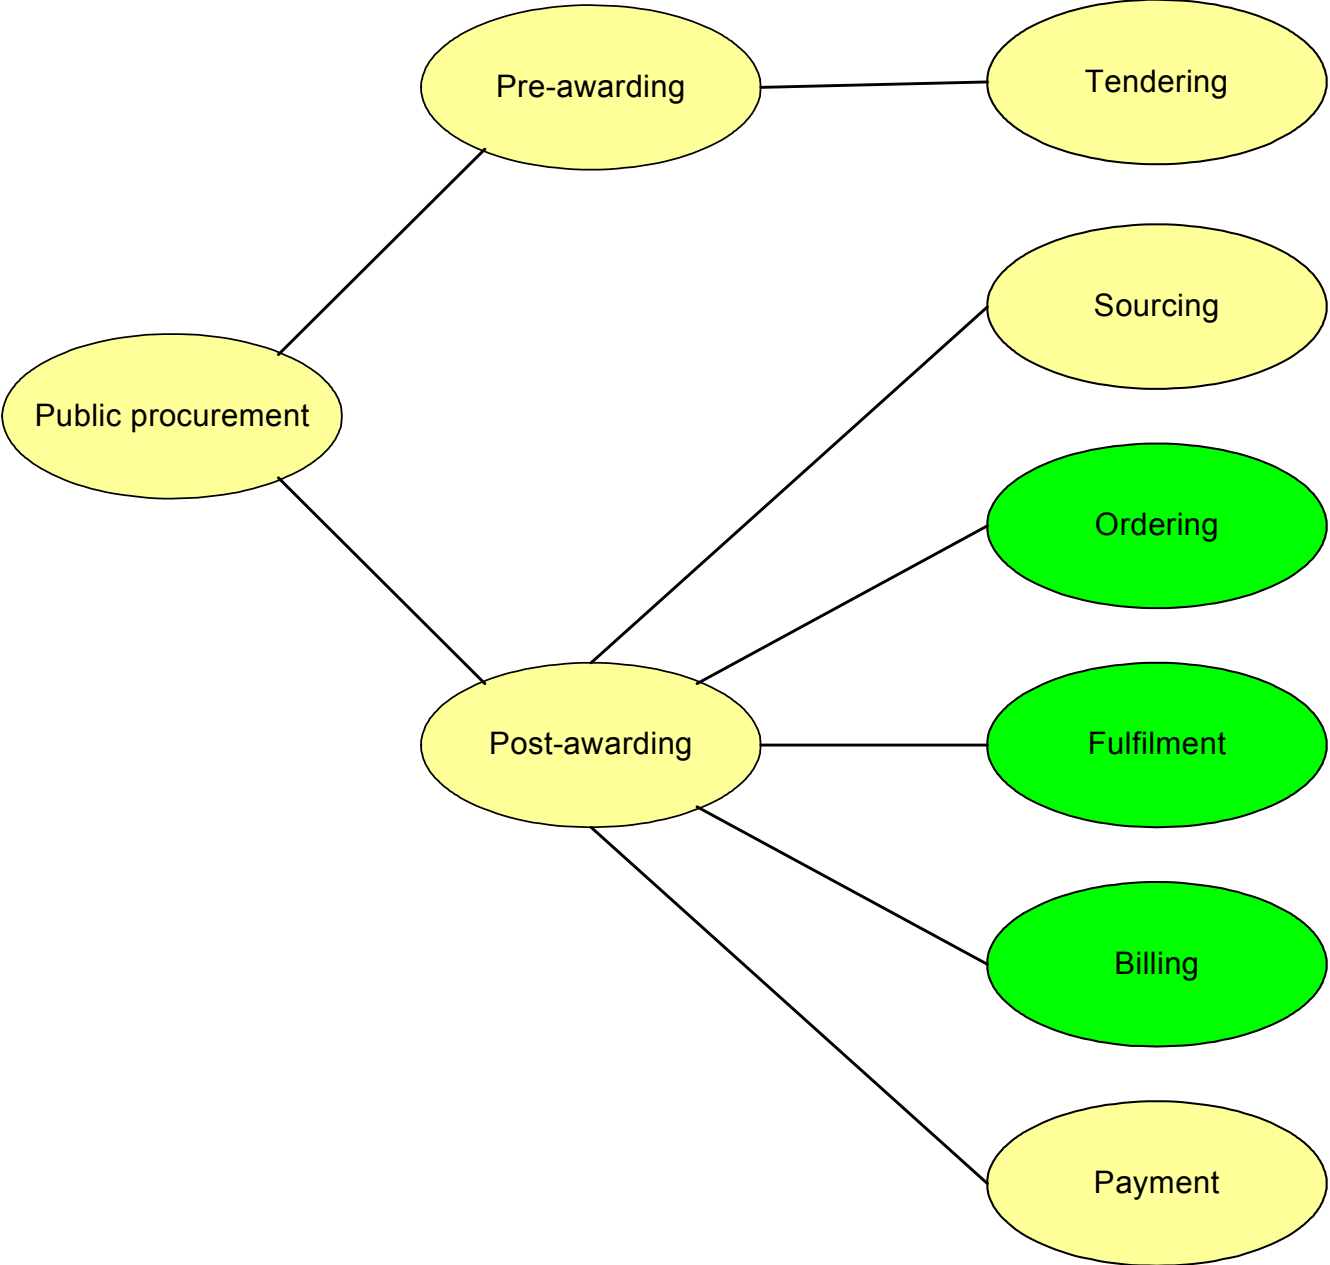 Pre-awarding
Tendering
Sourcing
Public procurement
Ordering
Post-awarding
Fulfilment
Billing
Payment